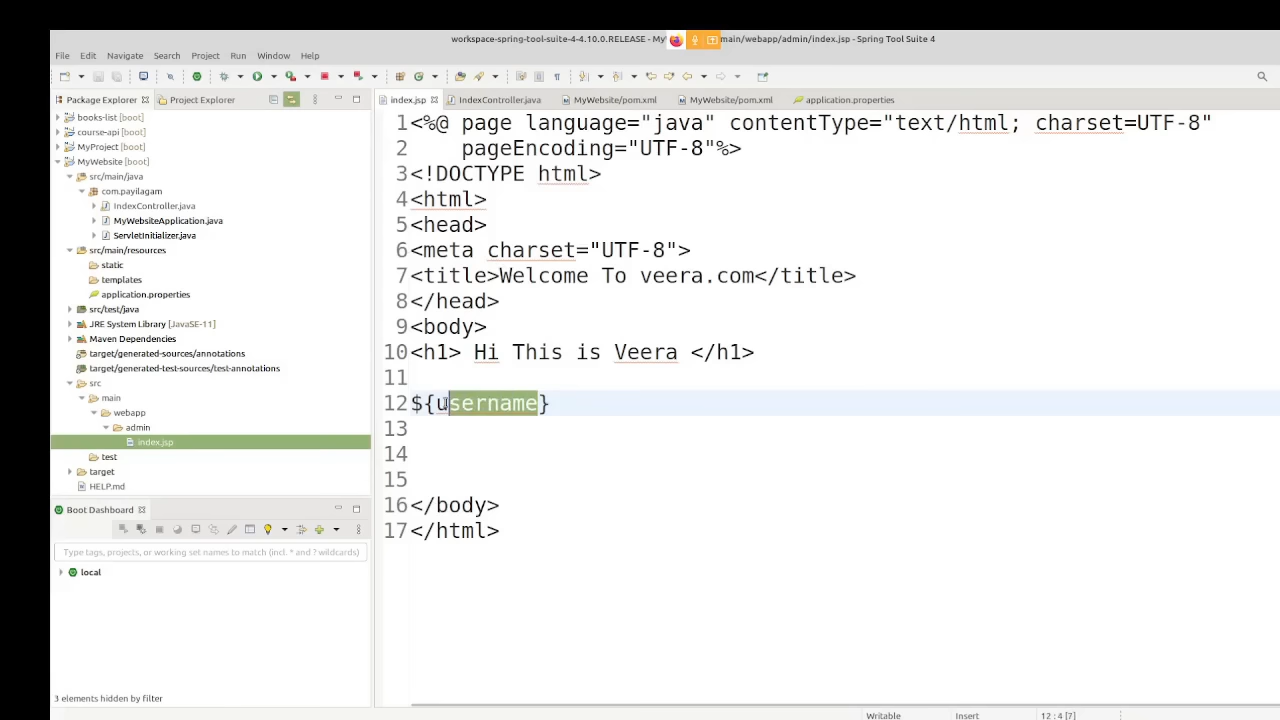 workspace-spring-tool-suite-4-4.10.0.RELEASE - My main/webapp/admin/index.jsp - Spring Tool Suite 4
File Edit Navigate Search Project Run Window Help
Package Explorer Project Explorer
index.jsp IndexController.java MyWebsite/pom.xml MyWebsite/pom.xml application.properties
books-list [boot]
course-api [boot]
MyProject [boot]
MyWebsite [boot]
src/main/java
com.payilagam
IndexController.java
MyWebsiteApplication.java
ServletInitializer.java
src/main/resources
static
templates
application.properties
src/test/java
JRE System Library [JavaSE-11]
Maven Dependencies
target/generated-sources/annotations
target/generated-test-sources/test-annotations
src
main
webapp
admin
index.jsp
test
target
HELP.md
Boot Dashboard
Type tags, projects, or working set names to match (incl. * and ? wildcards)
local
3 elements hidden by filter
1 <%@ page language="java" contentType="text/html; charset=UTF-8"
2 pageEncoding="UTF-8"%>
3 <!DOCTYPE html>
4 <html>
5 <head>
6 <meta charset="UTF-8">
7 <title>Welcome To veera.com</title>
8 </head>
9 <body>
10 <h1> Hi This is Veera </h1>
11
12 ${username}
13
14
15
16 </body>
17 </html>
Writable Insert 12 : 4 [7]